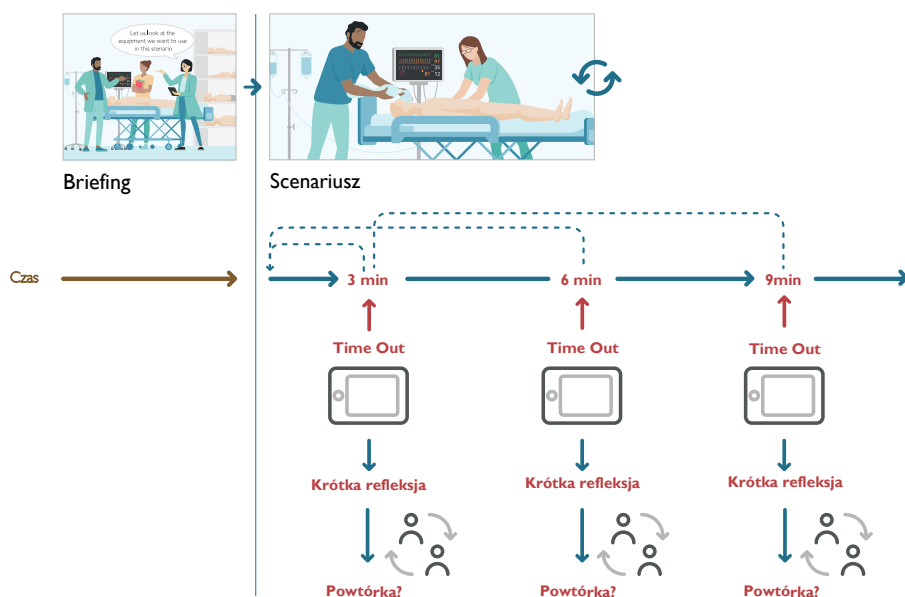 Let us look at the
equipment we want to use
in this scenario
Briefing
Scenariusz
Czas
3 min
6 min
9min
Time Out
Time Out
Time Out
Krótka refleksja
Krótka refleksja
Krótka refleksja
Powtórka?
Powtórka?
Powtórka?